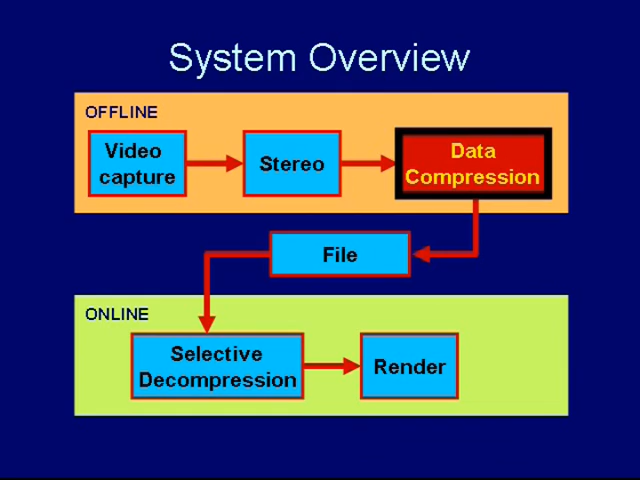 System Overview
OFFLINE
Video
capture
Stereo
Data
Compression
File
ONLINE
Selective
Decompression
Render